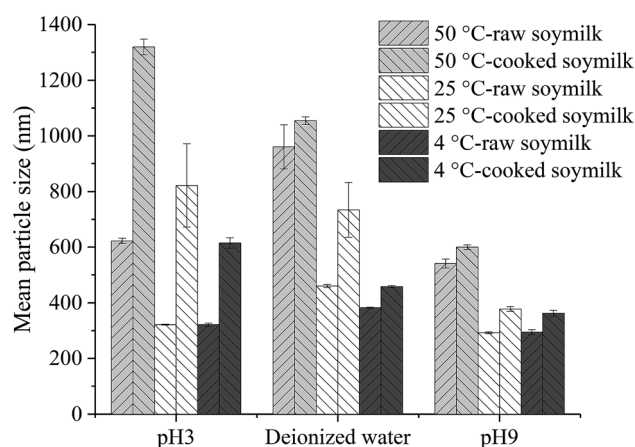 1400
1200
1000
800
600
400
200
0
Mean particle size (nm)
50 °C-raw soymilk
50 °C-cooked soymilk
25 °C-raw soymilk
25 °C-cooked soymilk
4 °C-raw soymilk
4 °C-cooked soymilk
pH3
Deionized water
pH9